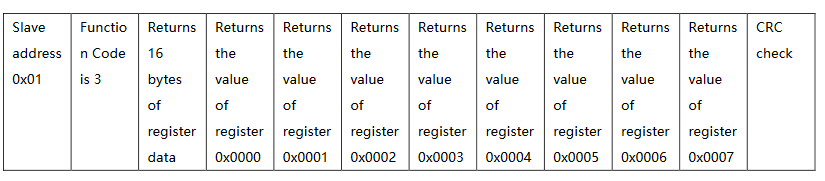 Slave address 0x01
Functio n Code is 3
Returns 16 bytes of register data
Returns the value of register 0x0000
Returns the value of register 0x0001
Returns the value of register 0x0002
Returns the value of register 0x0003
Returns the value of register 0x0004
Returns the value of register 0x0005
Returns the value of register 0x0006
Returns the value of register 0x0007
CRC check